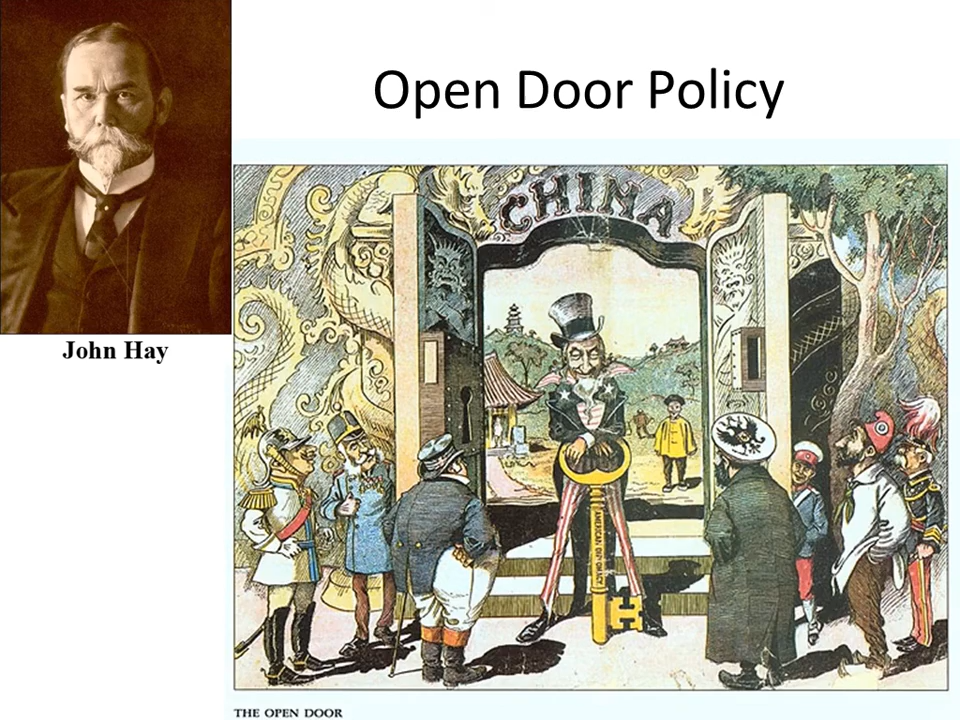 Open Door Policy
John Hay
CHINA
AMERICAN DIPLOMACY
THE OPEN DOOR